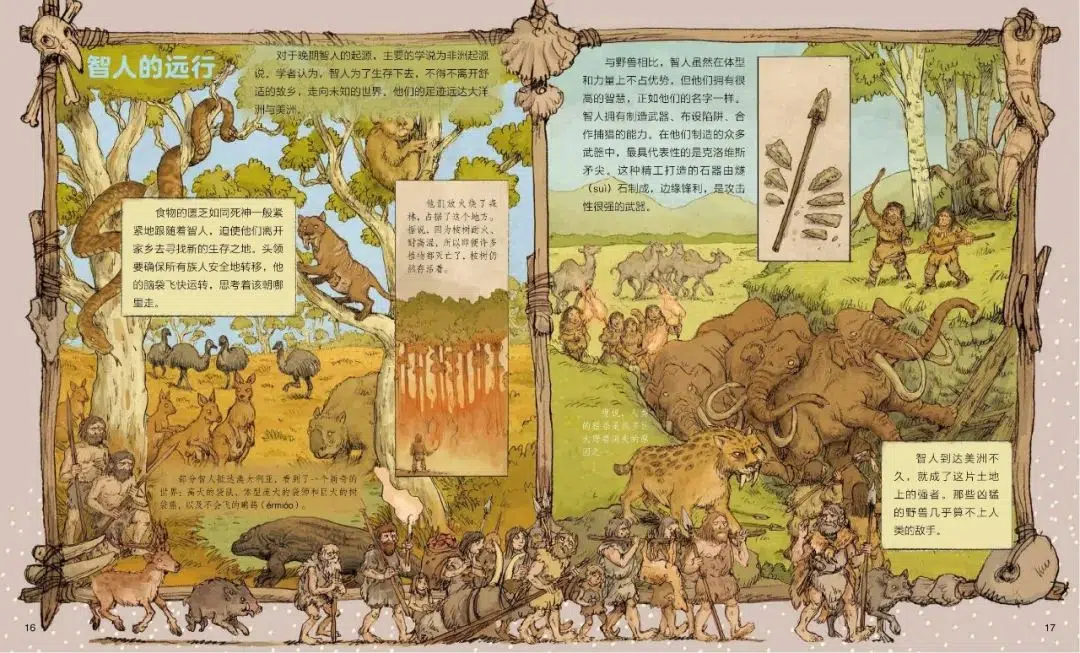 智人的远行
对于晚期智人的起源，主要的学说为非洲起源
说。学者认为，智人为了生存下去，不得不离开舒
适的故乡，走向未知的世界。他们的足迹远达大洋
洲与美洲。
食物的匮乏如同死神一般紧
紧地跟随着智人，迫使他们离开
家乡去寻找新的生存之地。头领
要确保所有族人安全地转移，他
的脑袋飞快运转，思考着该朝哪
里走。
他们放火烧了森
林，占据了这个地方。
据说，因为桉树耐火、
耐高温，所以即便许多
植物都灭亡了，桉树仍
然存活着。
部分智人抵达澳大利亚，看到了一个新奇的
世界：高大的袋鼠、体型庞大的袋狮和巨大的树
袋熊，以及不会飞的鸸鹋（érmiáo）。
16
与野兽相比，智人虽然在体型
和力量上不占优势，但他们拥有很
高的智慧，正如他们的名字一样。
智人拥有制造武器、布设陷阱、合
作捕猎的能力。在他们制造的众多
武器中，最具代表性的是克洛维斯
矛尖。这种精工打造的石器由燧
（suì）石制成，边缘锋利，是攻击
性很强的武器。
据说，人类
的猎杀是
因之一。
智人到达美洲不
久，就成了这片土地
上的强者，那些凶猛
的野兽几乎算不上人
类的敌手。
17